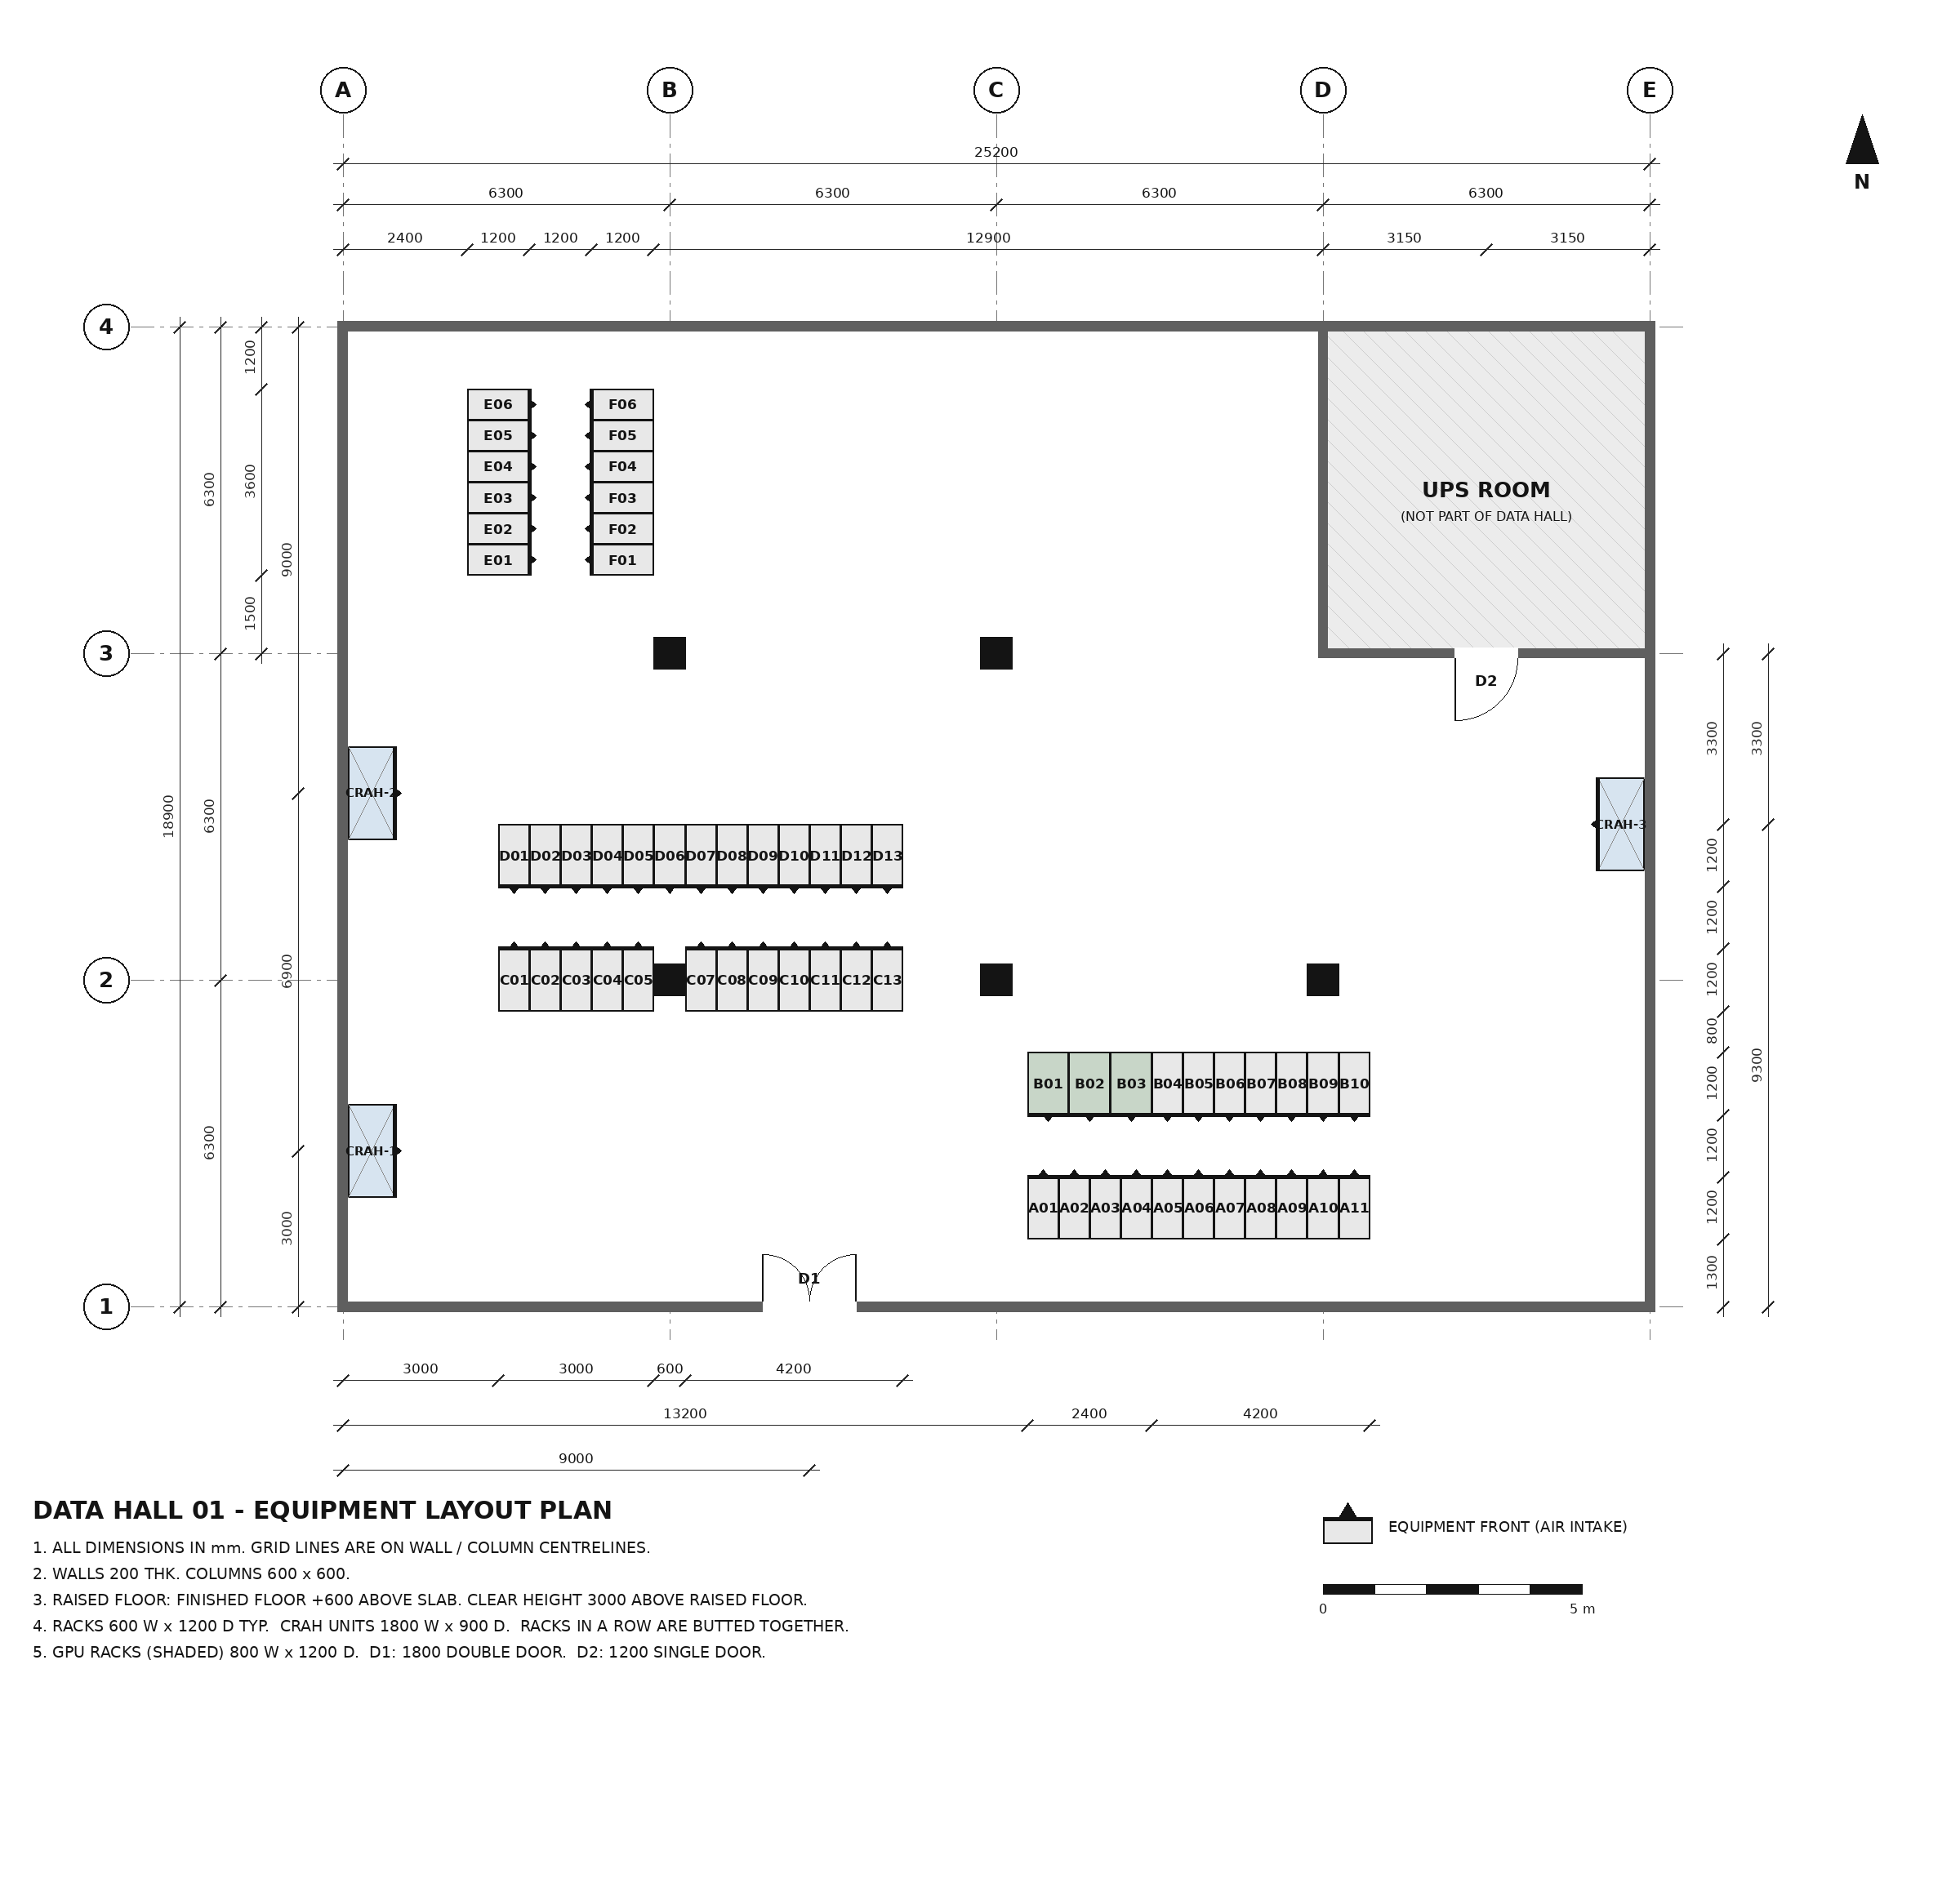 A B C D E
25200
N
6300 6300 6300 6300
2400 1200 1200 1200 12900 3150 3150
4
1200
E06 F06
E05 F05
E04 F04
E03 F03
E02 F02
E01 F01
6300
3600
9000
1500
UPS ROOM
(NOT PART OF DATA HALL)
3
D2
3300 3300
CRAH-2
CRAH-3
18900
6300
D01 D02 D03 D04 D05 D06 D07 D08 D09 D10 D11 D12 D13
1200
1200
2
6900
C01 C02 C03 C04 C05 C07 C08 C09 C10 C11 C12 C13
1200
800
B01 B02 B03 B04 B05 B06 B07 B08 B09 B10
1200
9300
6300
CRAH-1
1200
A01 A02 A03 A04 A05 A06 A07 A08 A09 A10 A11
1200
3000
D1
1300
1
3000 3000 600 4200
13200 2400 4200
9000
DATA HALL 01 - EQUIPMENT LAYOUT PLAN
1. ALL DIMENSIONS IN mm. GRID LINES ARE ON WALL / COLUMN CENTRELINES.
2. WALLS 200 THK. COLUMNS 600 x 600.
3. RAISED FLOOR: FINISHED FLOOR +600 ABOVE SLAB. CLEAR HEIGHT 3000 ABOVE RAISED FLOOR.
4. RACKS 600 W x 1200 D TYP. CRAH UNITS 1800 W x 900 D. RACKS IN A ROW ARE BUTTED TOGETHER.
5. GPU RACKS (SHADED) 800 W x 1200 D. D1: 1800 DOUBLE DOOR. D2: 1200 SINGLE DOOR.
EQUIPMENT FRONT (AIR INTAKE)
0 5 m